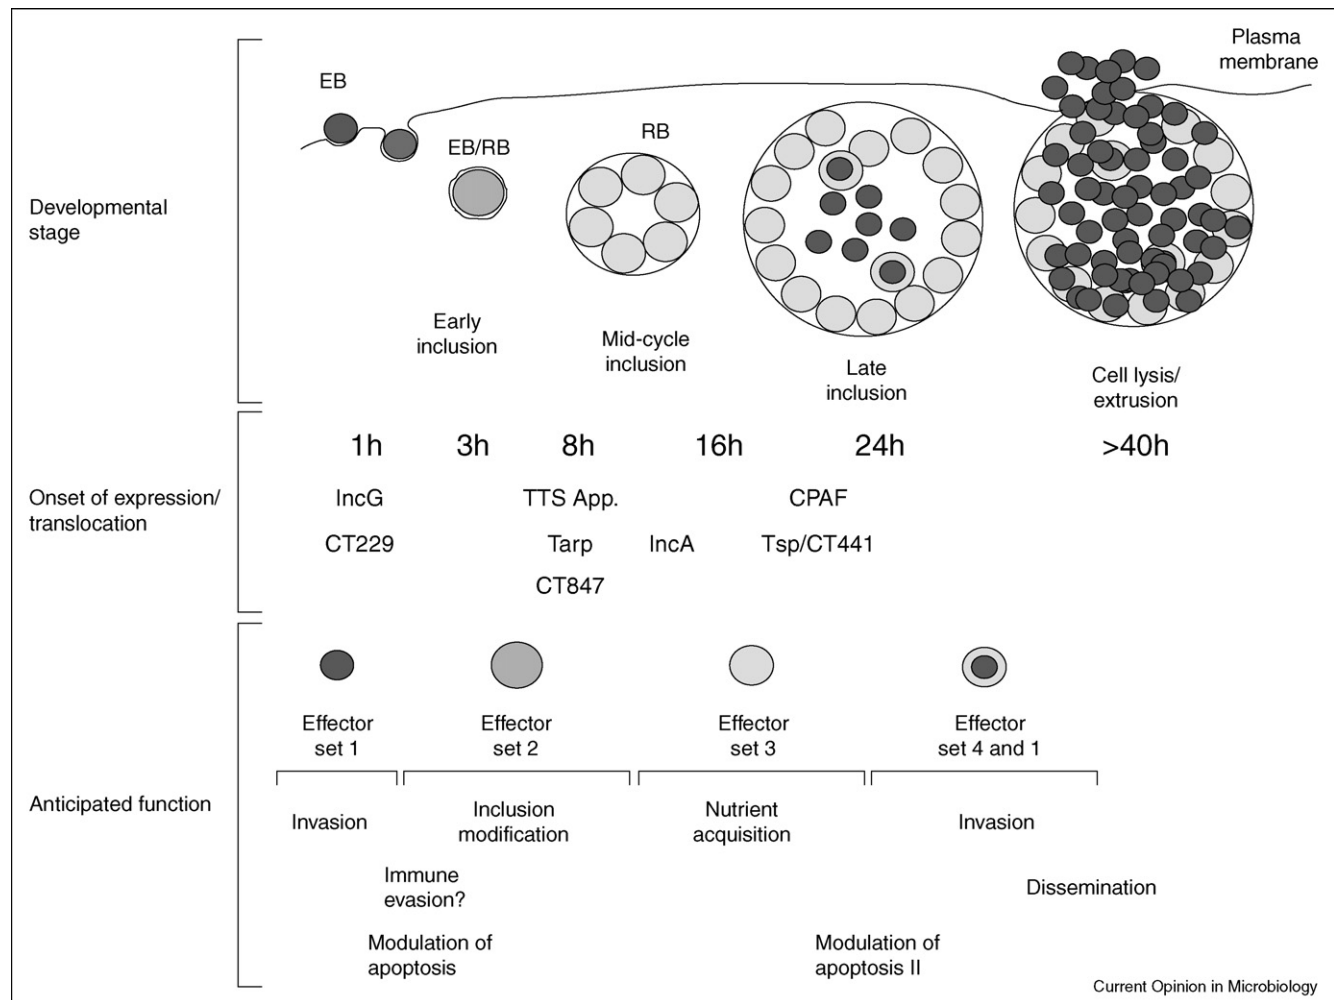 Plasma
membrane
EB
EB/RB
RB
Developmental
stage
Early
inclusion
Mid-cycle
inclusion
Late
inclusion
Cell lysis/
extrusion
1h 3h 8h 16h 24h >40h
Onset of expression/
translocation
IncG TTS App. CPAF
CT229 Tarp IncA Tsp/CT441
CT847
Effector
set 1
Effector
set 2
Effector
set 3
Effector
set 4 and 1
Anticipated function
Invasion
Inclusion
modification
Nutrient
acquisition
Invasion
Immune
evasion?
Dissemination
Modulation of
apoptosis
Modulation of
apoptosis II
Current Opinion in Microbiology